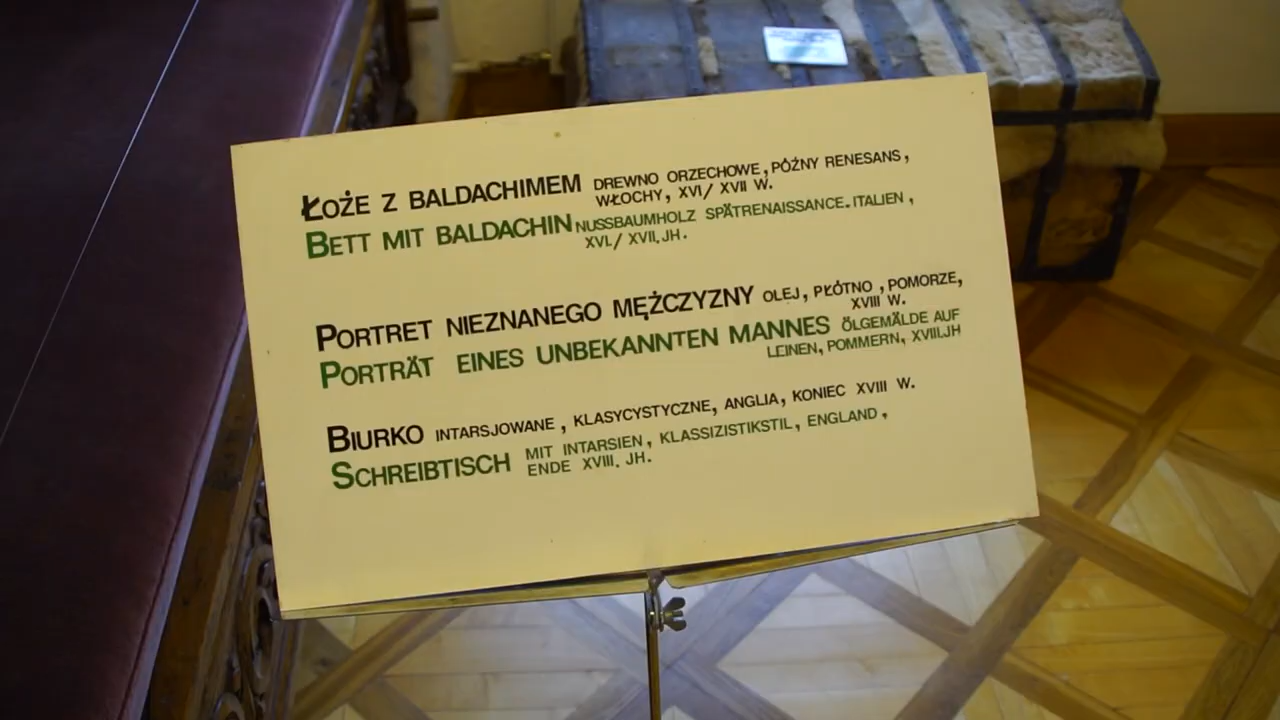 ŁOŻE Z BALDACHIMEM DREWNO ORZECHOWE, PÓŹNY RENESANS,
WŁOCHY, XVI/ XVII W.
BETT MIT BALDACHIN NUSSBAUMHOLZ SPÄTRENAISSANCE. ITALIEN,
XVI./ XVII. JH.
PORTRET NIEZNANEGO MĘŻCZYZNY OLEJ, PŁÓTNO, POMORZE,
XVIII W.
PORTRÄT EINES UNBEKANNTEN MANNES ÖLGEMÄLDE AUF
LEINEN, POMMERN, XVIII.JH
BIURKO INTARSJOWANE, KLASYCYSTYCZNE, ANGLIA, KONIEC XVIII W.
SCHREIBTISCH MIT INTARSIEN, KLASSIZISTIKSTIL, ENGLAND,
ENDE XVIII. JH.